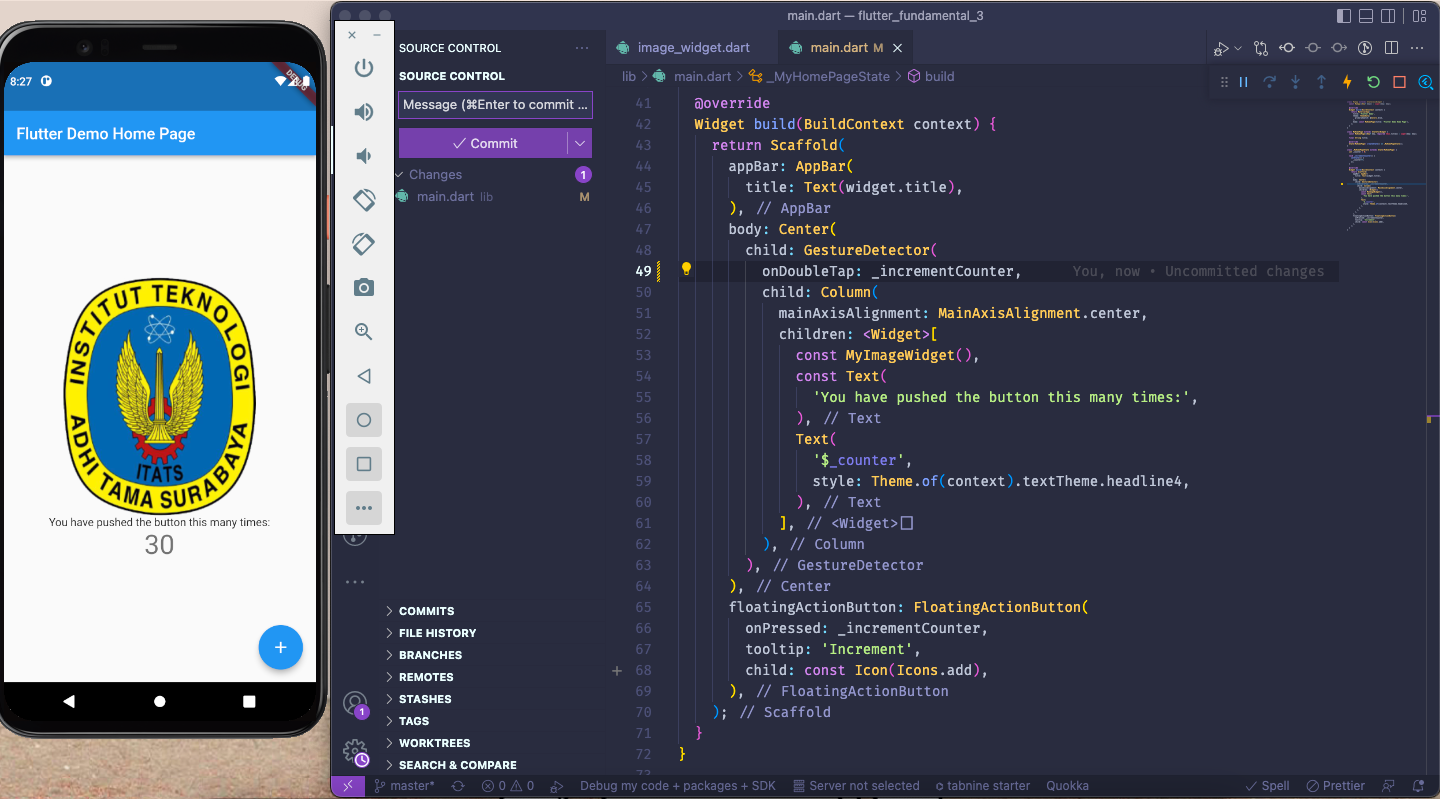 8:27
DEBUG
Flutter Demo Home Page
INSTITUT TEKNOLOGI
ADHI TAMA SURABAYA
ITATS
You have pushed the button this many times:
30
+
main.dart — flutter_fundamental_3
SOURCE CONTROL
SOURCE CONTROL
Message (⌘Enter to commit ...
Commit
Changes 1
main.dart lib M
COMMITS
FILE HISTORY
BRANCHES
REMOTES
STASHES
TAGS
WORKTREES
SEARCH & COMPARE
1
image_widget.dart
main.dart M
lib > main.dart > _MyHomePageState > build
41 @override
42 Widget build(BuildContext context) {
43 return Scaffold(
44 appBar: AppBar(
45 title: Text(widget.title),
46 ), // AppBar
47 body: Center(
48 child: GestureDetector(
49 onDoubleTap: _incrementCounter, You, now • Uncommitted changes
50 child: Column(
51 mainAxisAlignment: MainAxisAlignment.center,
52 children: <Widget>[
53 const MyImageWidget(),
54 const Text(
55 'You have pushed the button this many times:',
56 ), // Text
57 Text(
58 '$_counter',
59 style: Theme.of(context).textTheme.headline4,
60 ), // Text
61 ], // <Widget>[]
62 ), // Column
63 ), // GestureDetector
64 ), // Center
65 floatingActionButton: FloatingActionButton(
66 onPressed: _incrementCounter,
67 tooltip: 'Increment',
68 child: const Icon(Icons.add),
69 ), // FloatingActionButton
70 ); // Scaffold
71 }
72 }
master* 0 0 Debug my code + packages + SDK Server not selected tabnine starter Quokka Spell Prettier